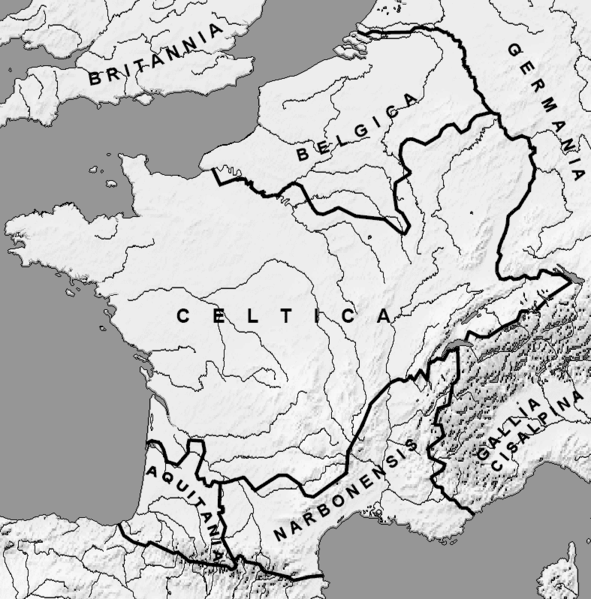 BRITANNIA
GERMANIA
BELGICA
CELTICA
GALLIA
CISALPINA
AQUITANIA
NARBONENSIS